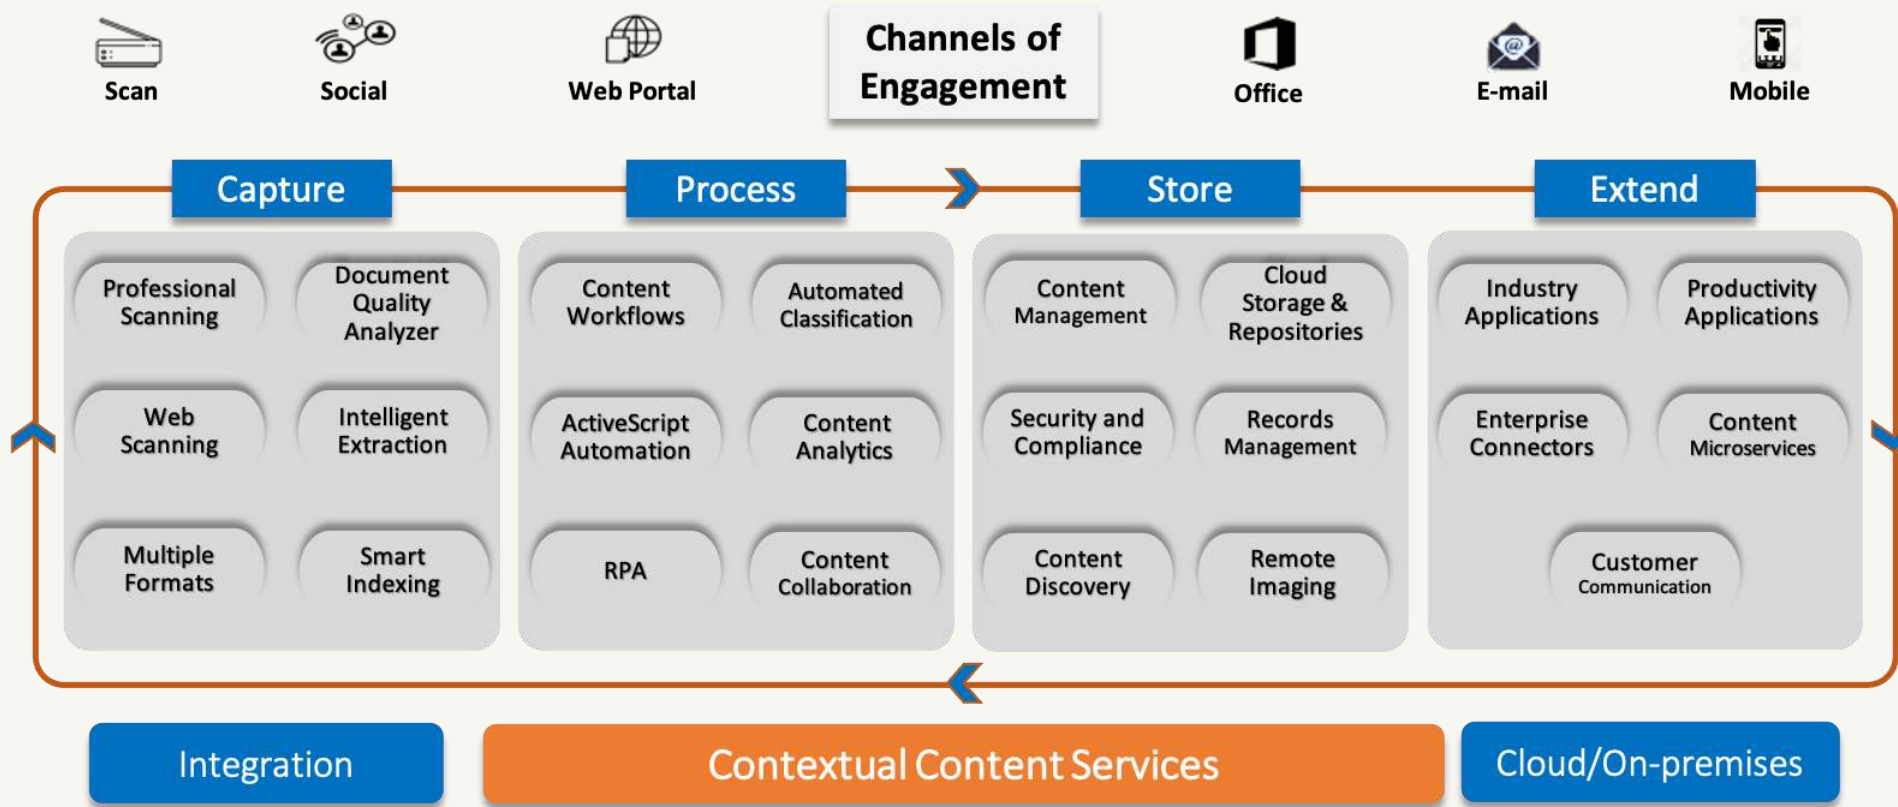 Channels of
Engagement
Scan
Social
Web Portal
Office
E-mail
Mobile
Capture
Process
Store
Extend
Professional
Scanning
Document
Quality
Analyzer
Web
Scanning
Intelligent
Extraction
Multiple
Formats
Smart
Indexing
Content
Workflows
Automated
Classification
ActiveScript
Automation
Content
Analytics
RPA
Content
Collaboration
Content
Management
Cloud
Storage &
Repositories
Security and
Compliance
Records
Management
Content
Discovery
Remote
Imaging
Industry
Applications
Productivity
Applications
Enterprise
Connectors
Content
Microservices
Customer
Communication
Integration
Contextual Content Services
Cloud/On-premises